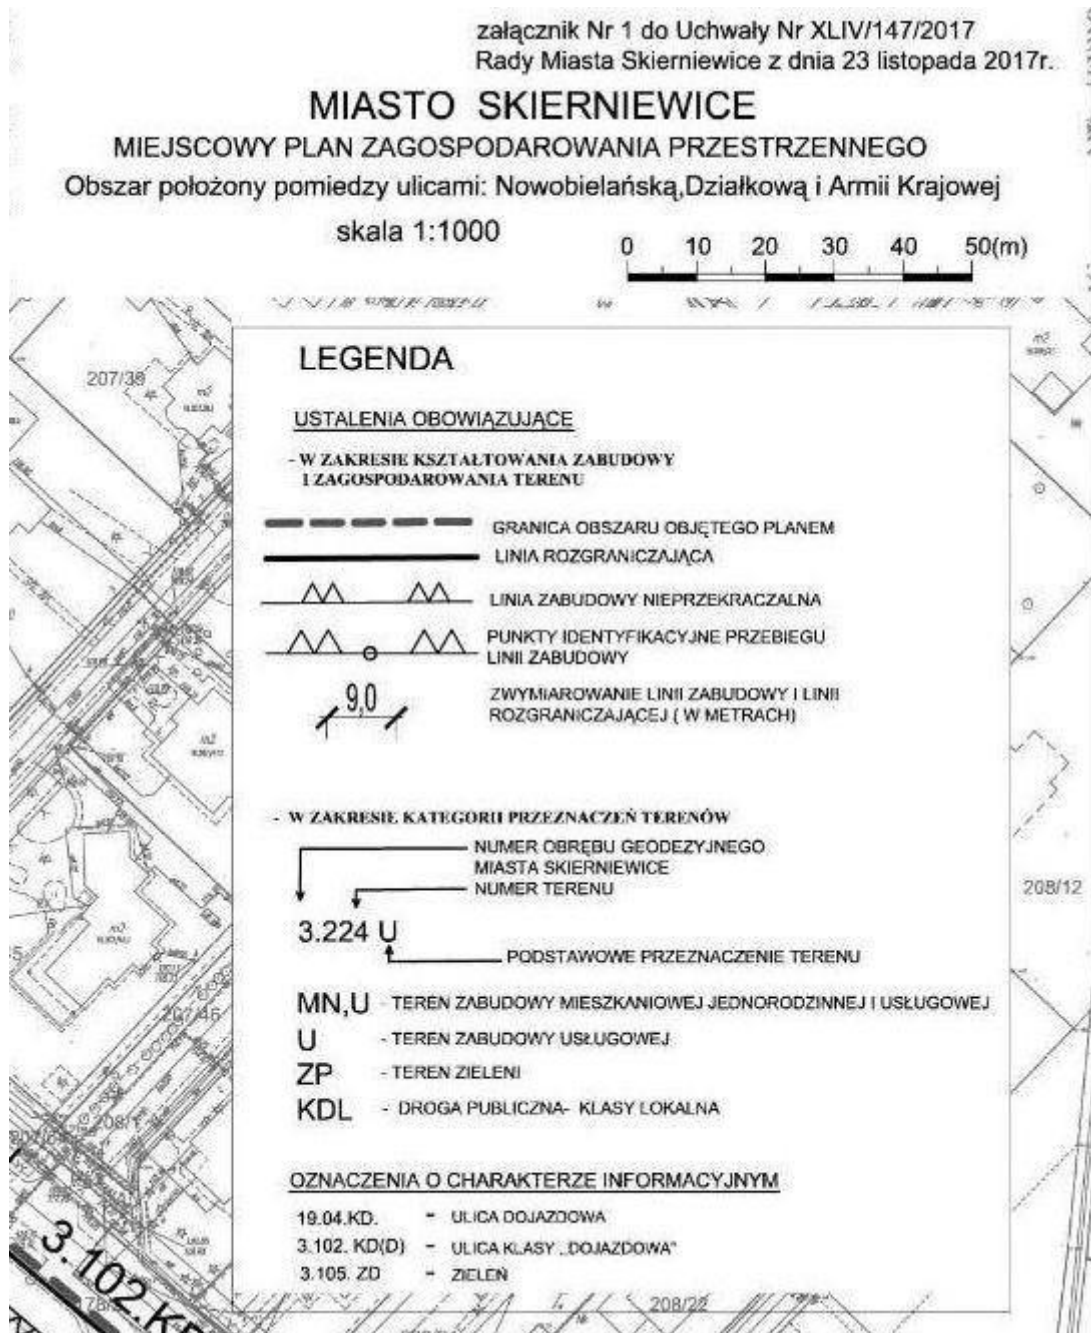 załącznik Nr 1 do Uchwały Nr XLIV/147/2017
Rady Miasta Skierniewice z dnia 23 listopada 2017r.
MIASTO SKIERNIEWICE
MIEJSCOWY PLAN ZAGOSPODAROWANIA PRZESTRZENNEGO
Obszar położony pomiedzy ulicami: Nowobielańską,Działkową i Armii Krajowej
skala 1:1000
0 10 20 30 40 50(m)
LEGENDA
207/39
USTALENIA OBOWIĄZUJĄCE
- W ZAKRESIE KSZTAŁTOWANIA ZABUDOWY
I ZAGOSPODAROWANIA TERENU
GRANICA OBSZARU OBJĘTEGO PLANEM
LINIA ROZGRANICZAJĄCA
LINIA ZABUDOWY NIEPRZEKRACZALNA
PUNKTY IDENTYFIKACYJNE PRZEBIEGU
LINII ZABUDOWY
9,0
ZWYMIAROWANIE LINII ZABUDOWY I LINII
ROZGRANICZAJĄCEJ ( W METRACH)
- W ZAKRESIE KATEGORII PRZEZNACZEŃ TERENÓW
NUMER OBRĘBU GEODEZYJNEGO
MIASTA SKIERNIEWICE
NUMER TERENU
208/12
3.224 U
PODSTAWOWE PRZEZNACZENIE TERENU
MN,U - TEREN ZABUDOWY MIESZKANIOWEJ JEDNORODZINNEJ I USŁUGOWEJ
207/46
U - TEREN ZABUDOWY USŁUGOWEJ
ZP - TEREN ZIELENI
KDL - DROGA PUBLICZNA- KLASY LOKALNA
208/1
OZNACZENIA O CHARAKTERZE INFORMACYJNYM
19.04.KD. - ULICA DOJAZDOWA
3.102. KD(D) - ULICA KLASY „DOJAZDOWA"
3.105. ZD - ZIELEŃ
3.102.KD
208/22